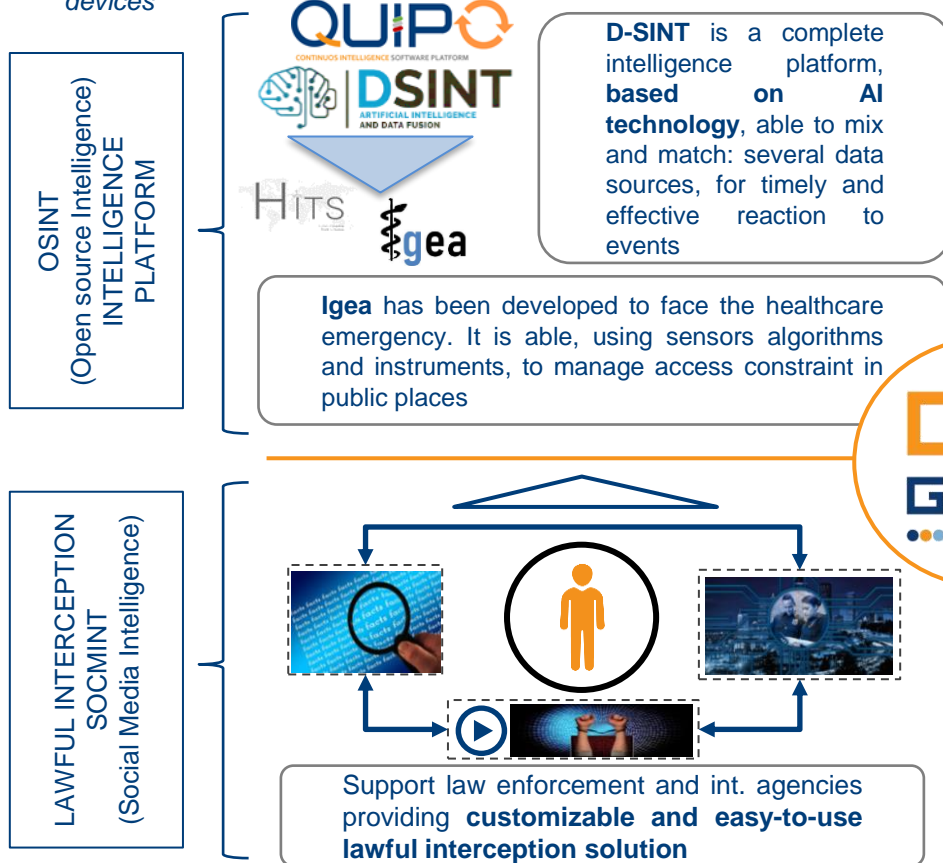 devices
OSINT
(Open source Intelligence)
INTELLIGENCE
PLATFORM
QUIPO
CONTINUOS INTELLIGENCE SOFTWARE PLATFORM
DSINT
ARTIFICIAL INTELLIGENCE
AND DATA FUSION
HITS
Igea
D-SINT is a complete
intelligence platform,
based on AI
technology, able to mix
and match: several data
sources, for timely and
effective reaction to
events
Igea has been developed to face the healthcare
emergency. It is able, using sensors algorithms
and instruments, to manage access constraint in
public places
LAWFUL INTERCEPTION
SOCMINT
(Social Media Intelligence)
facts facts facts
Support law enforcement and int. agencies
providing customizable and easy-to-use
lawful interception solution